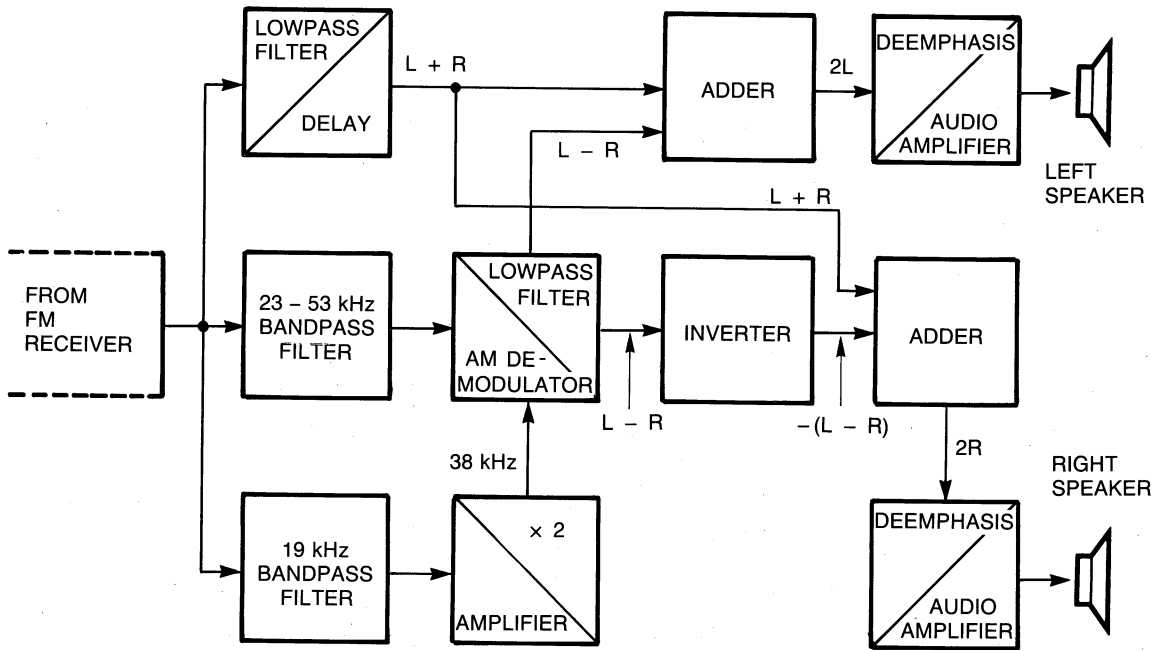 LOWPASS
FILTER
DELAY
L + R
L – R
ADDER
2L
DEEMPHASIS
AUDIO
AMPLIFIER
LEFT
SPEAKER
L + R
FROM
FM
RECEIVER
23 – 53 kHz
BANDPASS
FILTER
LOWPASS
FILTER
AM DE-
MODULATOR
L – R
INVERTER
–(L – R)
ADDER
2R
38 kHz
19 kHz
BANDPASS
FILTER
× 2
AMPLIFIER
DEEMPHASIS
AUDIO
AMPLIFIER
RIGHT
SPEAKER